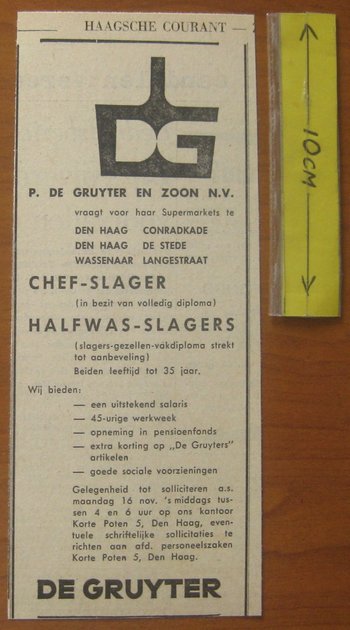 HAAGSCHE COURANT
DG
P. DE GRUYTER EN ZOON N.V.
vraagt voor haar Supermarkets te
DEN HAAG CONRADKADE
DEN HAAG DE STEDE
WASSENAAR LANGESTRAAT
CHEF-SLAGER
(in bezit van volledig diploma)
HALFWAS-SLAGERS
(slagers-gezellen-vakdiploma strekt
tot aanbeveling)
Beiden leeftijd tot 35 jaar.
Wij bieden:
— een uitstekend salaris
— 45-urige werkweek
— opneming in pensioenfonds
— extra korting op „De Gruyters"
artikelen
— goede sociale voorzieningen
Gelegenheid tot solliciteren a.s.
maandag 16 nov. 's middags tus-
sen 4 en 6 uur op ons kantoor
Korte Poten 5, Den Haag, even-
tuele schriftelijke sollicitaties te
richten aan afd. personeelszaken
Korte Poten 5, Den Haag.
DE GRUYTER
10CM